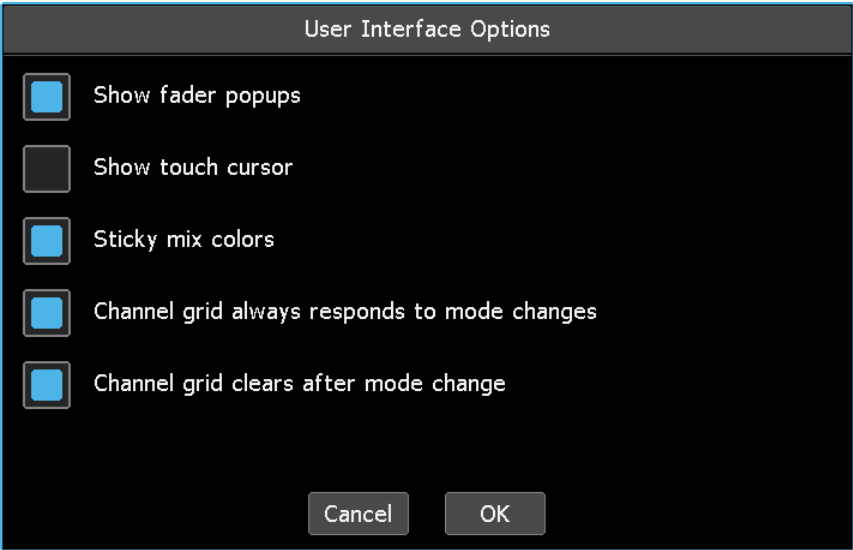 User Interface Options
Show fader popups
Show touch cursor
Sticky mix colors
Channel grid always responds to mode changes
Channel grid clears after mode change
Cancel OK